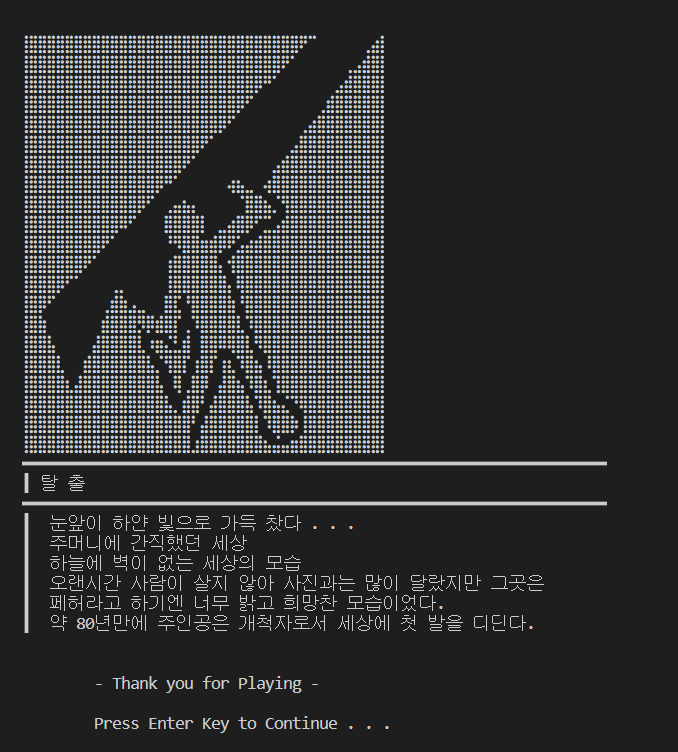 탈 출
눈앞이 하얀 빛으로 가득 찼다 . . .
주머니에 간직했던 세상
하늘에 벽이 없는 세상의 모습
오랜시간 사람이 살지 않아 사진과는 많이 달랐지만 그곳은
페허라고 하기엔 너무 밝고 희망찬 모습이었다.
약 80년만에 주인공은 개척자로서 세상에 첫 발을 디딘다.
- Thank you for Playing -
Press Enter Key to Continue . . .